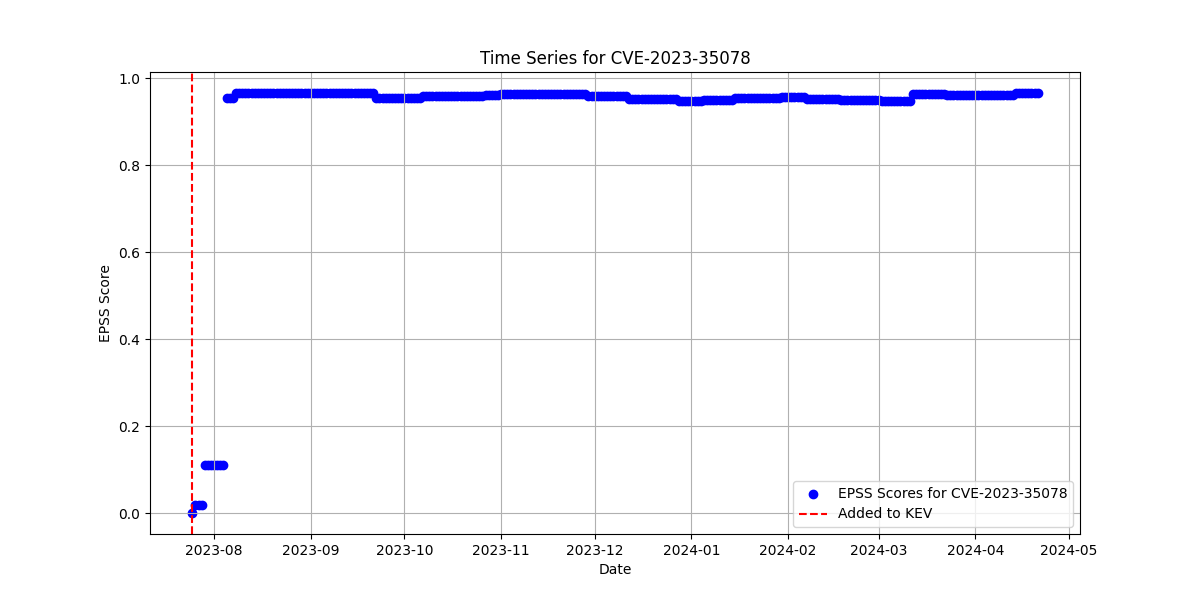 Time Series for CVE-2023-35078
EPSS Score
1.0
0.8
0.6
0.4
0.2
0.0
EPSS Scores for CVE-2023-35078
Added to KEV
2023-08 2023-09 2023-10 2023-11 2023-12 2024-01 2024-02 2024-03 2024-04 2024-05
Date